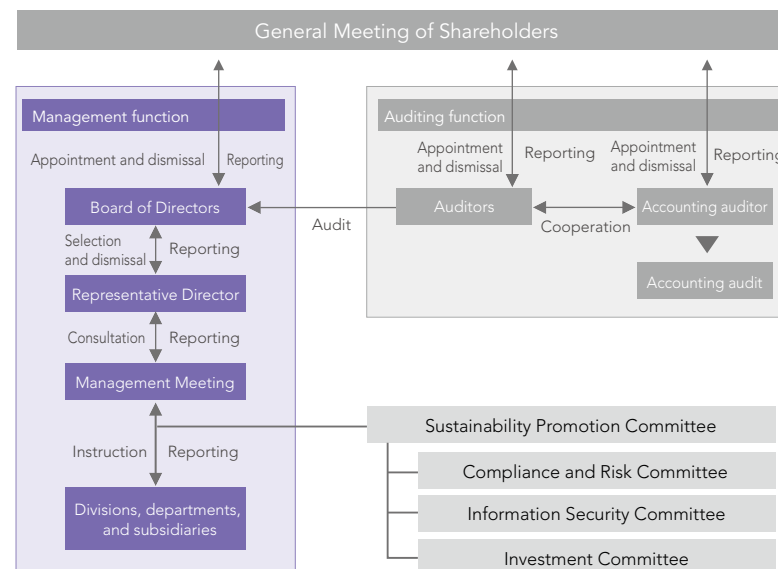 General Meeting of Shareholders
Management function
Auditing function
Appointment and dismissal
Reporting
Appointment
and dismissal
Reporting
Appointment
and dismissal
Reporting
Board of Directors
Audit
Auditors
Cooperation
Accounting auditor
Selection
and dismissal
Reporting
Accounting audit
Representative Director
Consultation
Reporting
Management Meeting
Sustainability Promotion Committee
Instruction
Reporting
Compliance and Risk Committee
Divisions, departments,
and subsidiaries
Information Security Committee
Investment Committee